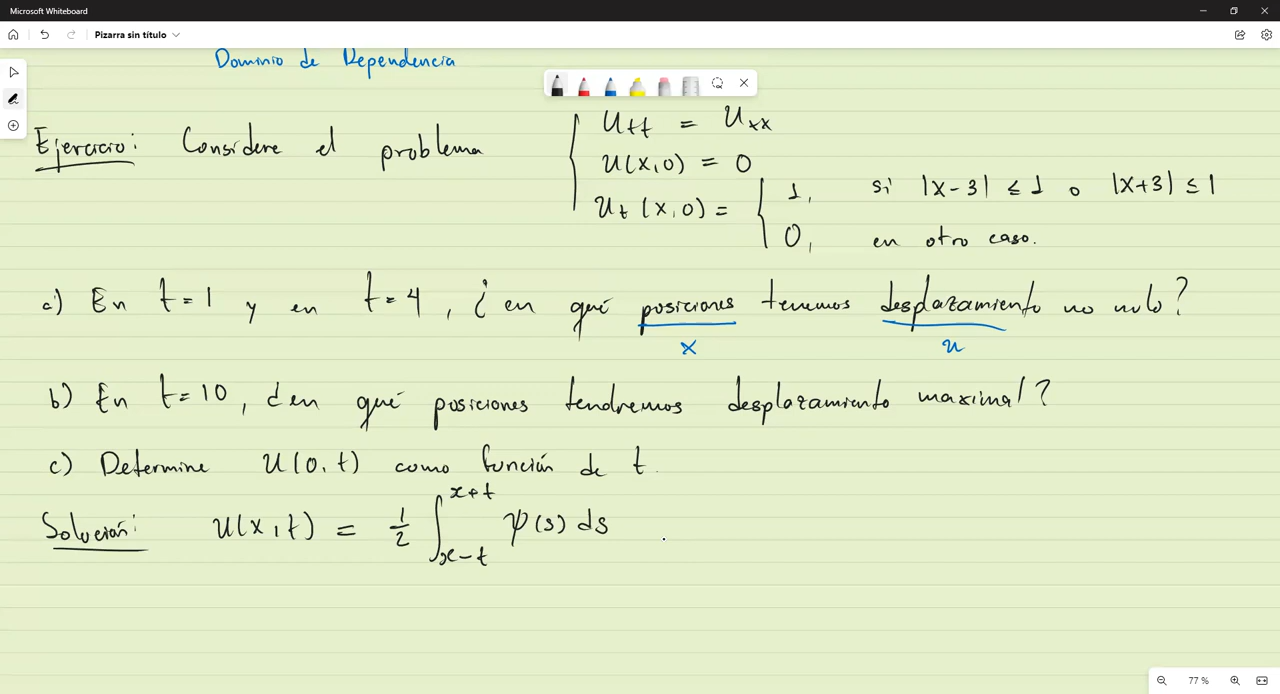 Microsoft Whiteboard
Pizarra sin título
Dominio de Dependencia
Ejercicio: Considere el problema
{ u_tt = u_xx
u(x,0) = 0
u_t(x,0) = { 1, si |x-3| ≤ 1 o |x+3| ≤ 1
0, en otro caso.
a) En t=1 y en t=4, ¿en qué posiciones tenemos desplazamiento no nulo?
x u
b) En t=10, ¿en qué posiciones tendremos desplazamiento maximal?
c) Determine u(0,t) como función de t.
Solución: u(x,t) = 1/2 ∫_{x-t}^{x+t} ψ(s) ds
77 %